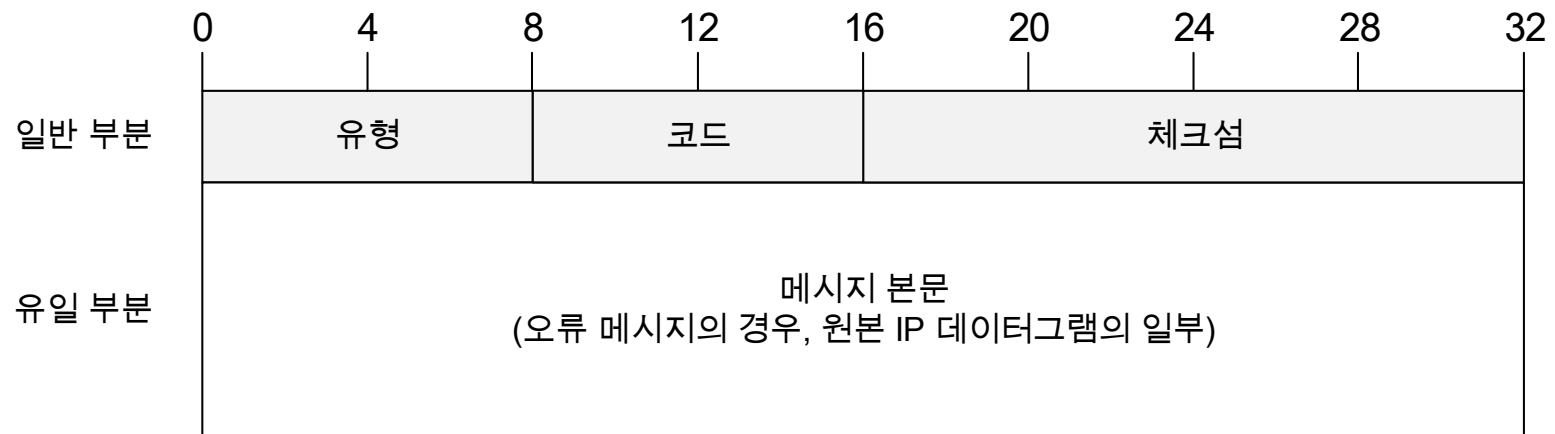 0 4 8 12 16 20 24 28 32
일반 부분 유형 코드 체크섬
메시지 본문
유일 부분
(오류 메시지의 경우, 원본 IP 데이터그램의 일부)